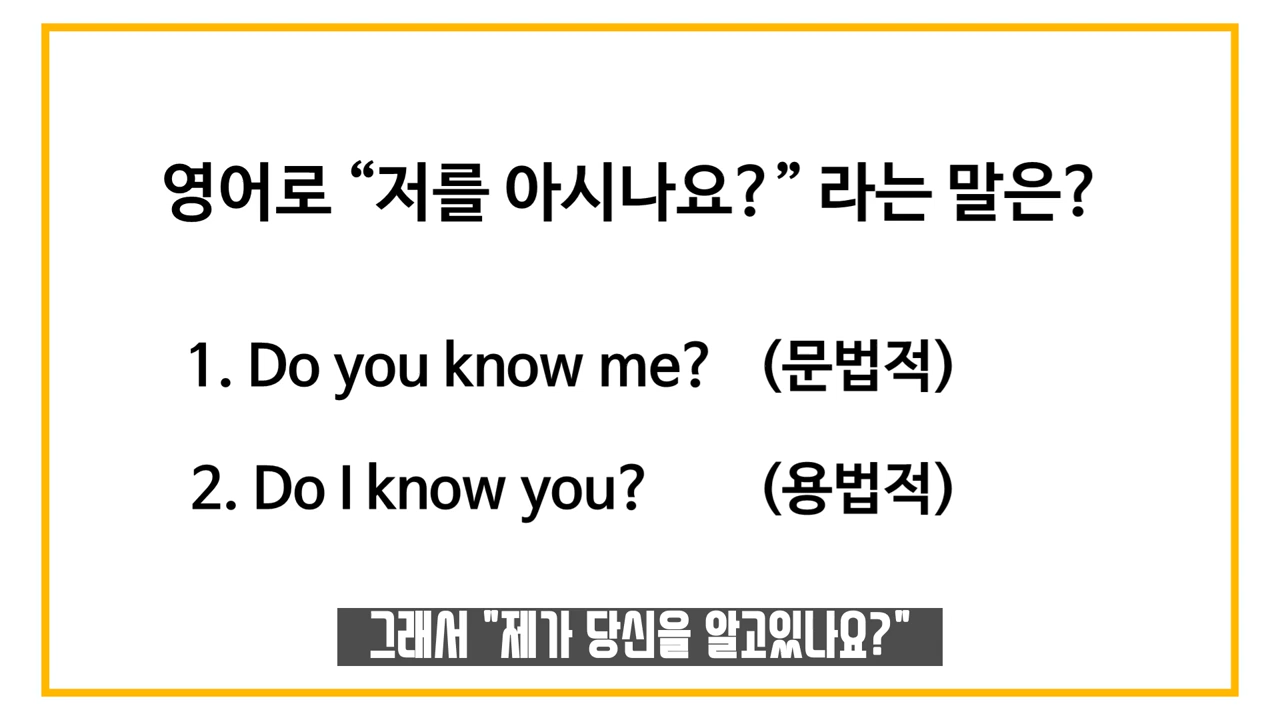 영어로 “저를 아시나요?” 라는 말은?
1. Do you know me? (문법적)
2. Do I know you? (용법적)
그래서 "제가 당신을 알고있나요?"